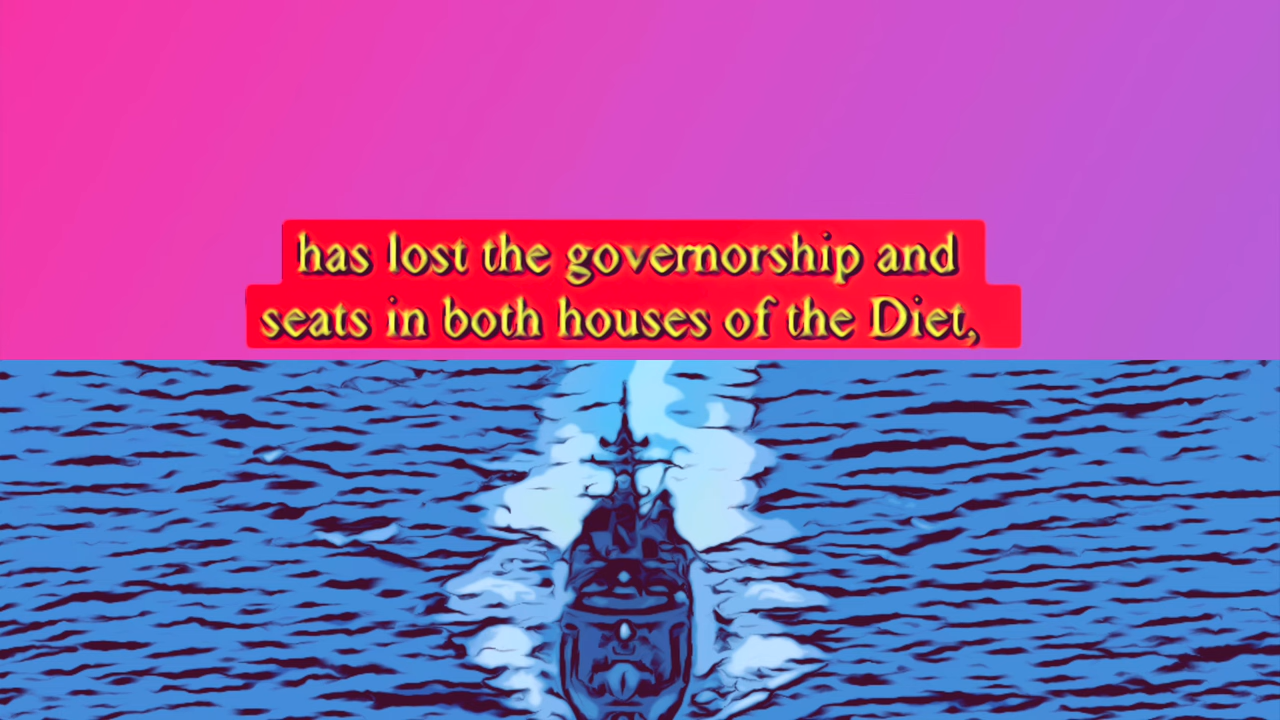 has lost the governorship and
seats in both houses of the Diet,